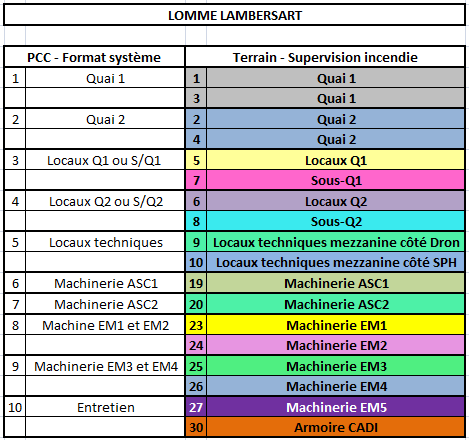 LOMME LAMBERSART
PCC - Format système Terrain - Supervision incendie
1 Quai 1 1 Quai 1
3 Quai 1
2 Quai 2 2 Quai 2
4 Quai 2
3 Locaux Q1 ou S/Q1 5 Locaux Q1
7 Sous-Q1
4 Locaux Q2 ou S/Q2 6 Locaux Q2
8 Sous-Q2
5 Locaux techniques 9 Locaux techniques mezzanine côté Dron
10 Locaux techniques mezzanine côté SPH
6 Machinerie ASC1 19 Machinerie ASC1
7 Machinerie ASC2 20 Machinerie ASC2
8 Machine EM1 et EM2 23 Machinerie EM1
24 Machinerie EM2
9 Machinerie EM3 et EM4 25 Machinerie EM3
26 Machinerie EM4
10 Entretien 27 Machinerie EM5
30 Armoire CADI